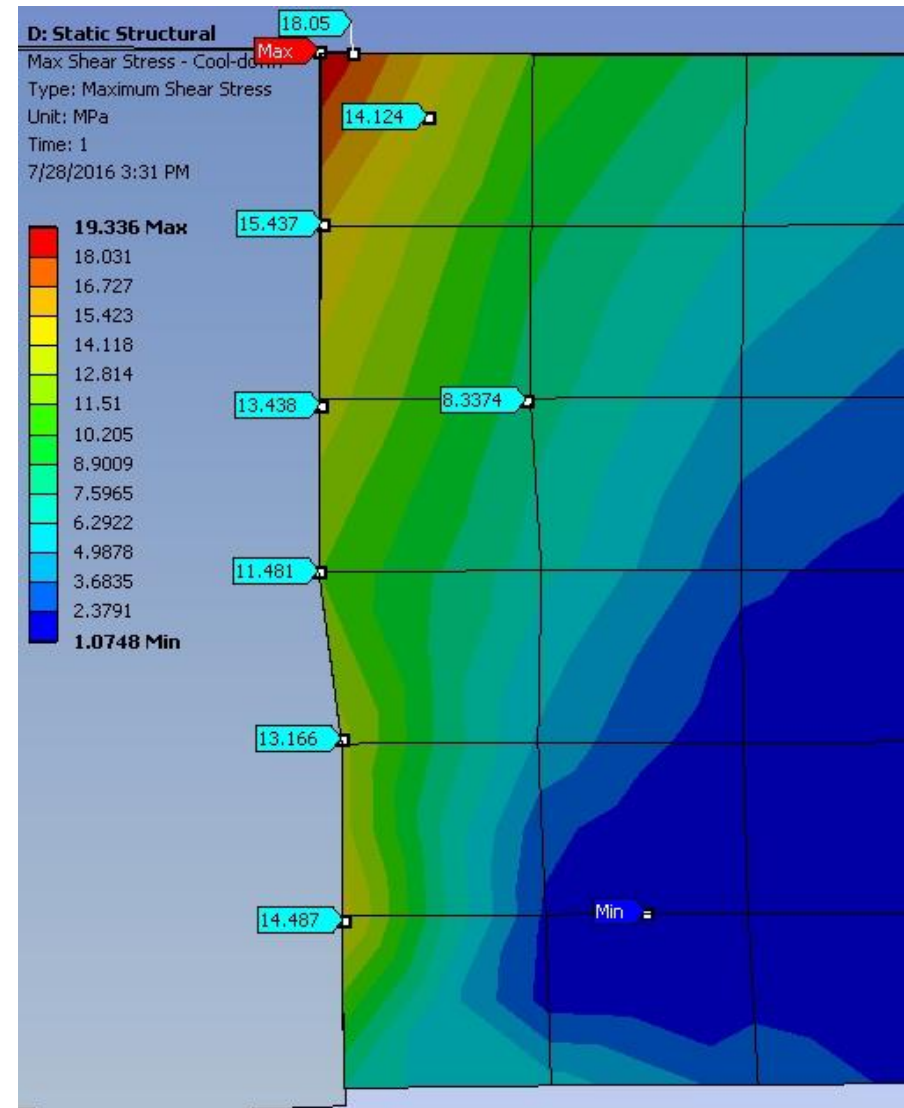 18.05
D: Static Structural
Max
Max Shear Stress - Cool-down
Type: Maximum Shear Stress
Unit: MPa
14.124
Time: 1
7/28/2016 3:31 PM
19.336 Max
15.437
18.031
16.727
15.423
14.118
12.814
11.51
13.438
8.3374
10.205
8.9009
7.5965
6.2922
4.9878
11.481
3.6835
2.3791
1.0748 Min
13.166
14.487
Min